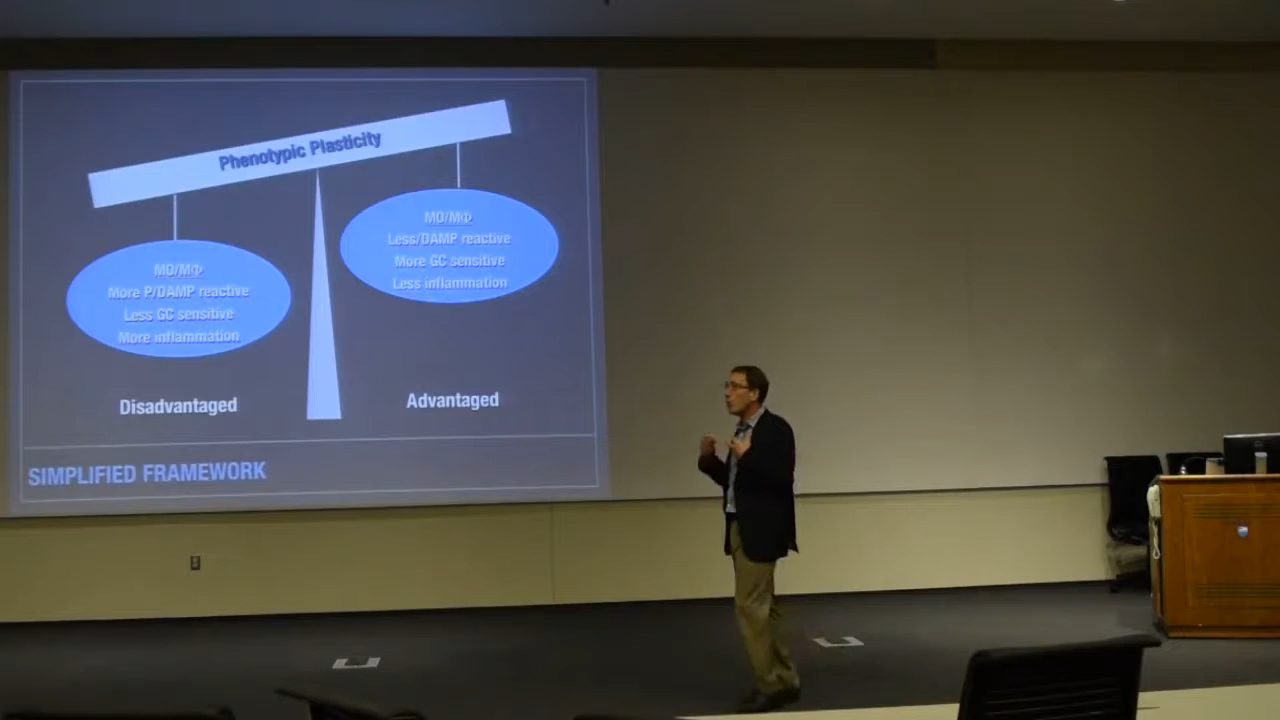 Phenotypic Plasticity
MO/MΦ
More P/DAMP reactive
Less GC sensitive
More inflammation
MO/MΦ
Less/DAMP reactive
More GC sensitive
Less inflammation
Disadvantaged
Advantaged
SIMPLIFIED FRAMEWORK